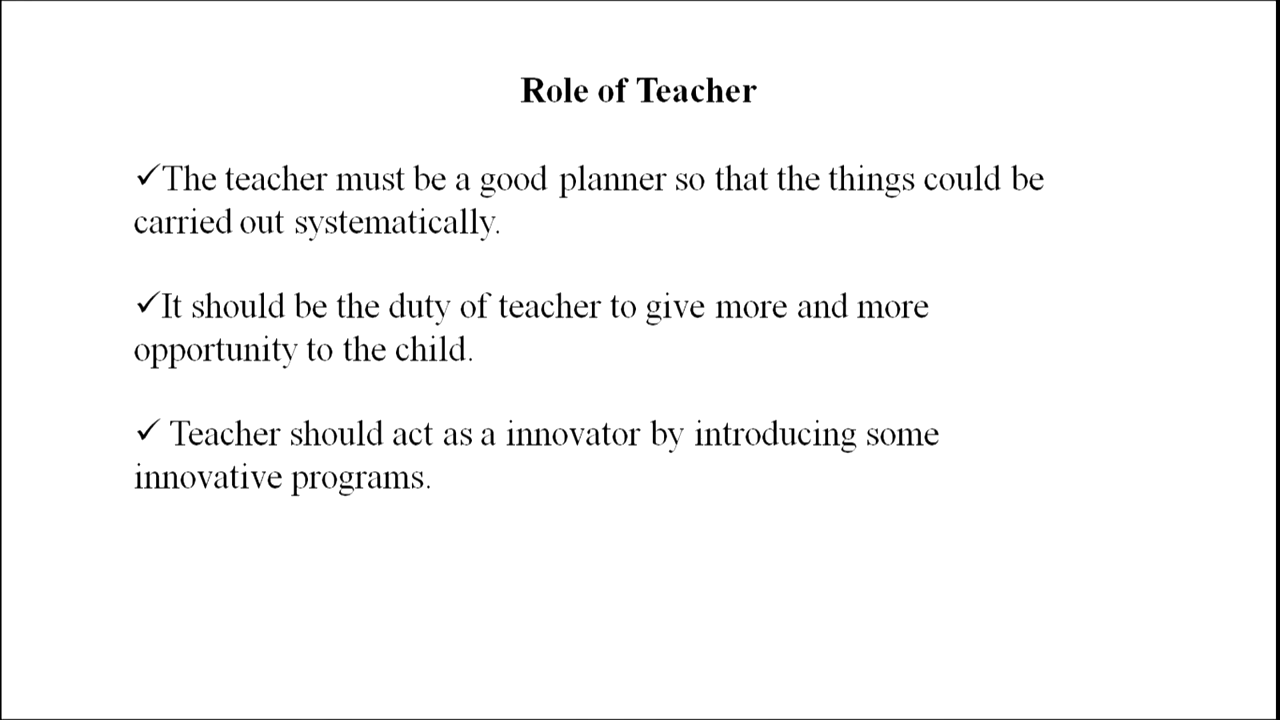 Role of Teacher
✓The teacher must be a good planner so that the things could be
carried out systematically.
✓It should be the duty of teacher to give more and more
opportunity to the child.
✓ Teacher should act as a innovator by introducing some
innovative programs.